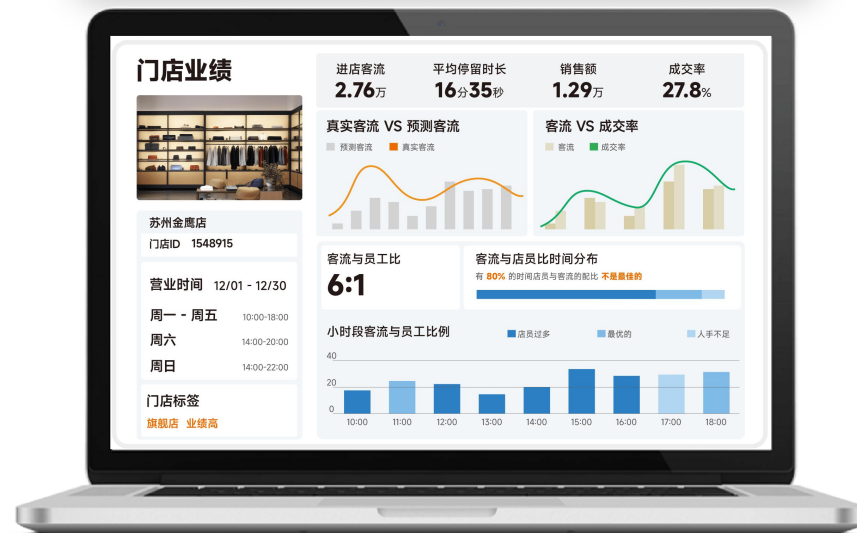 门店业绩
苏州金鹰店
门店ID 1548915
营业时间 12/01 - 12/30
周一 - 周五 10:00-18:00
周六 14:00-20:00
周日 14:00-22:00
门店标签
旗舰店 业绩高
进店客流 平均停留时长 销售额 成交率
2.76万 16分35秒 1.29万 27.8%
真实客流 VS 预测客流
预测客流 真实客流
客流 VS 成交率
客流 成交率
客流与员工比
6:1
客流与店员比时间分布
有 80% 的时间店员与客流的配比 不是最佳的
小时段客流与员工比例
店员过多 最优的 人手不足
40
20
0
10:00 11:00 12:00 13:00 14:00 15:00 16:00 17:00 18:00